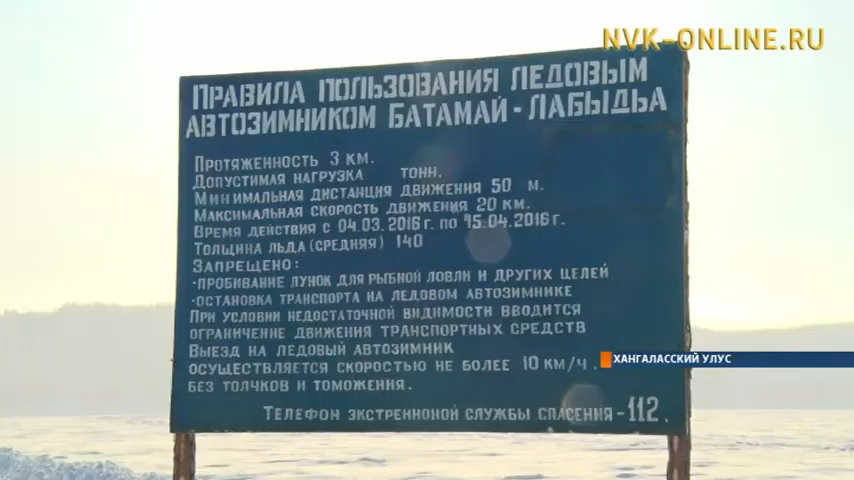 NVK-ONLINE.RU
ПРАВИЛА ПОЛЬЗОВАНИЯ ЛЕДОВЫМ
АВТОЗИМНИКОМ БАТАМАЙ - ЛАБЫДЬА
ПРОТЯЖЕННОСТЬ 3 КМ.
ДОПУСТИМАЯ НАГРУЗКА ТОНН.
МИНИМАЛЬНАЯ ДИСТАНЦИЯ ДВИЖЕНИЯ 50 М.
МАКСИМАЛЬНАЯ СКОРОСТЬ ДВИЖЕНИЯ 20 КМ.
ВРЕМЯ ДЕЙСТВИЯ С 04.03.2016 г. ПО 15.04.2016 г.
ТОЛЩИНА ЛЬДА (СРЕДНЯЯ) 140
ЗАПРЕЩЕНО:
·ПРОБИВАНИЕ ЛУНОК ДЛЯ РЫБНОЙ ЛОВЛИ И ДРУГИХ ЦЕЛЕЙ
·ОСТАНОВКА ТРАНСПОРТА НА ЛЕДОВОМ АВТОЗИМНИКЕ
ПРИ УСЛОВИИ НЕДОСТАТОЧНОЙ ВИДИМОСТИ ВВОДИТСЯ
ОГРАНИЧЕНИЕ ДВИЖЕНИЯ ТРАНСПОРТНЫХ СРЕДСТВ
ВЫЕЗД НА ЛЕДОВЫЙ АВТОЗИМНИК
ОСУЩЕСТВЛЯЕТСЯ СКОРОСТЬЮ НЕ БОЛЕЕ 10 КМ/Ч.
БЕЗ ТОЛЧКОВ И ТОМОЖЕНИЯ.
ТЕЛЕФОН ЭКСТРЕННОНОЙ СЛУЖБЫ СПАСЕНИЯ - 112.
ХАНГАЛАССКИЙ УЛУС